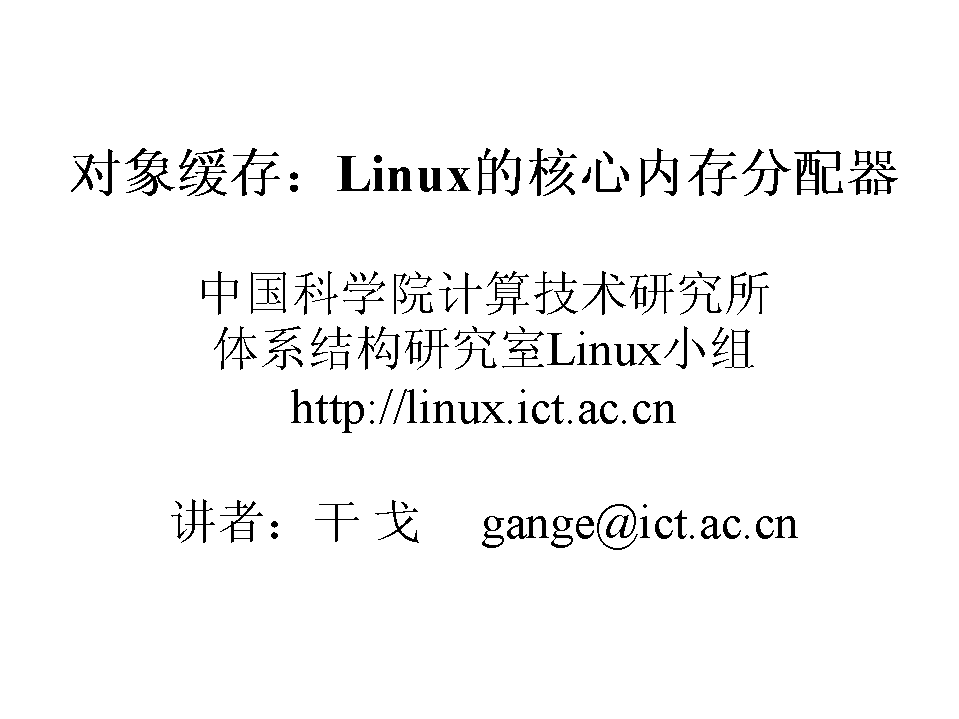 对象缓存：Linux的核心内存分配器
中国科学院计算技术研究所
体系结构研究室Linux小组
http://linux.ict.ac.cn
讲者：干 戈 gange@ict.ac.cn